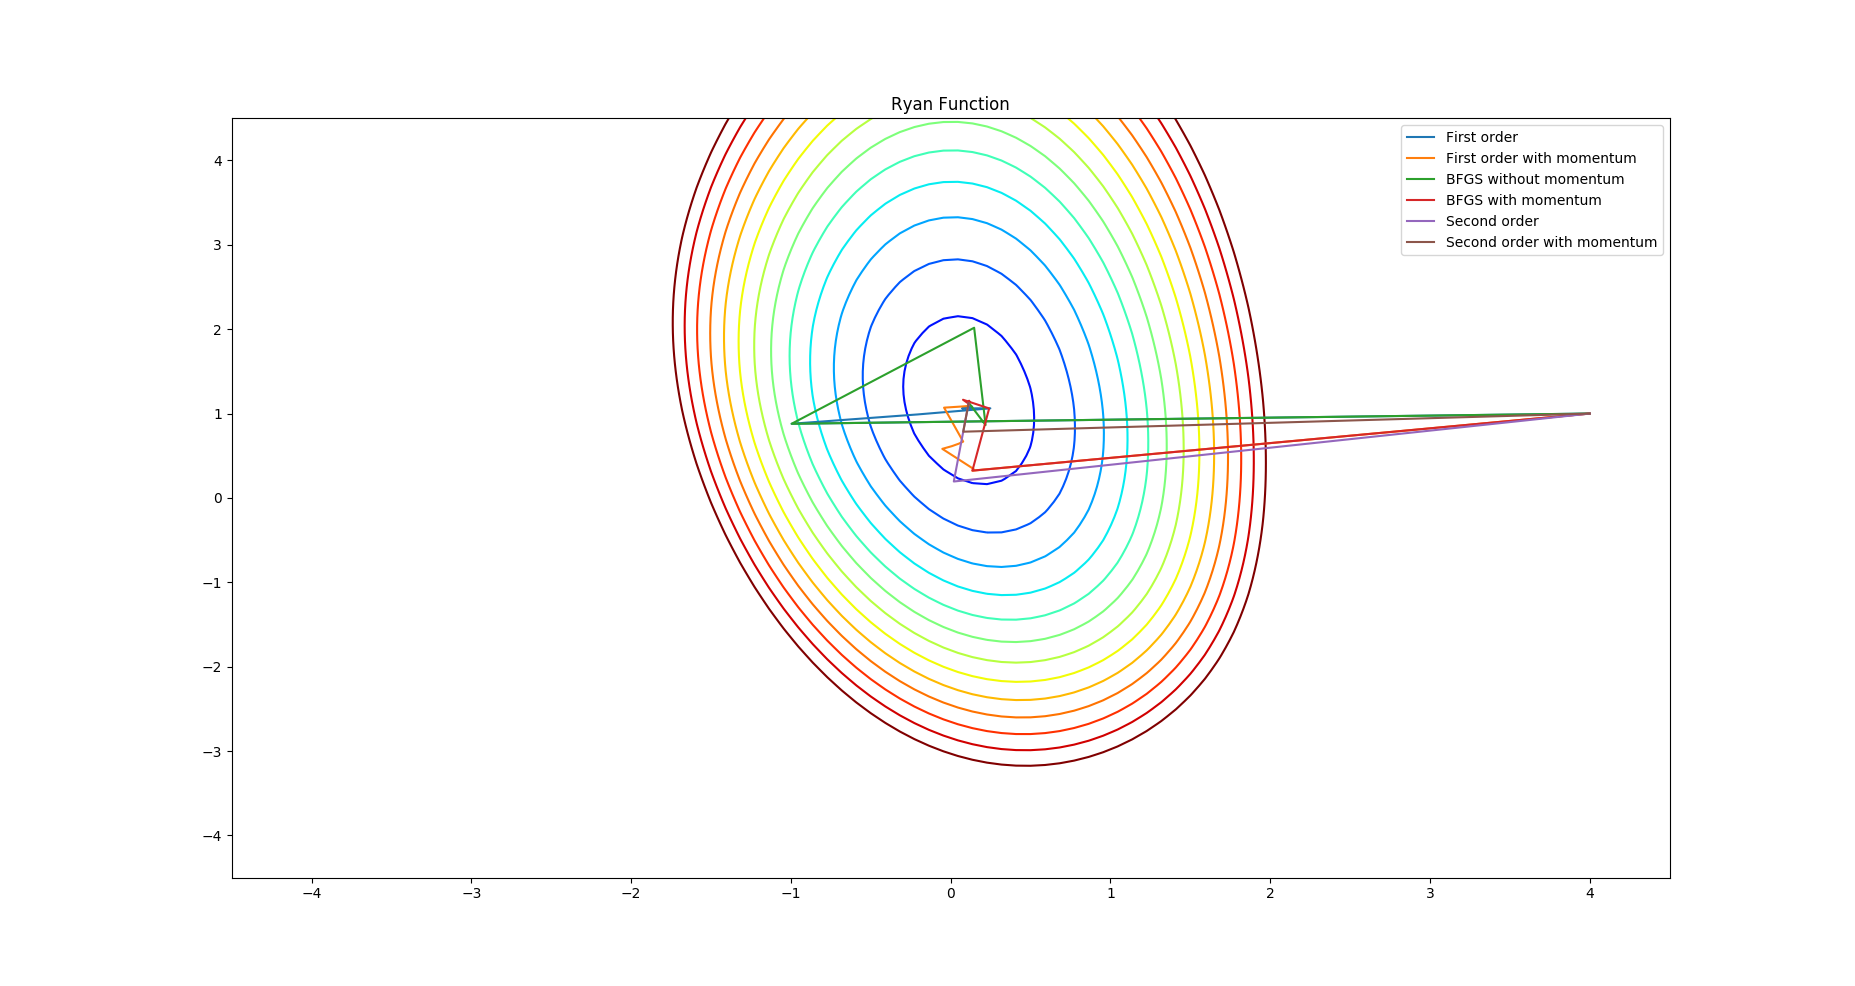 Ryan Function
First order
First order with momentum
BFGS without momentum
BFGS with momentum
Second order
Second order with momentum
4
3
2
1
0
−1
−2
−3
−4
−4 −3 −2 −1 0 1 2 3 4